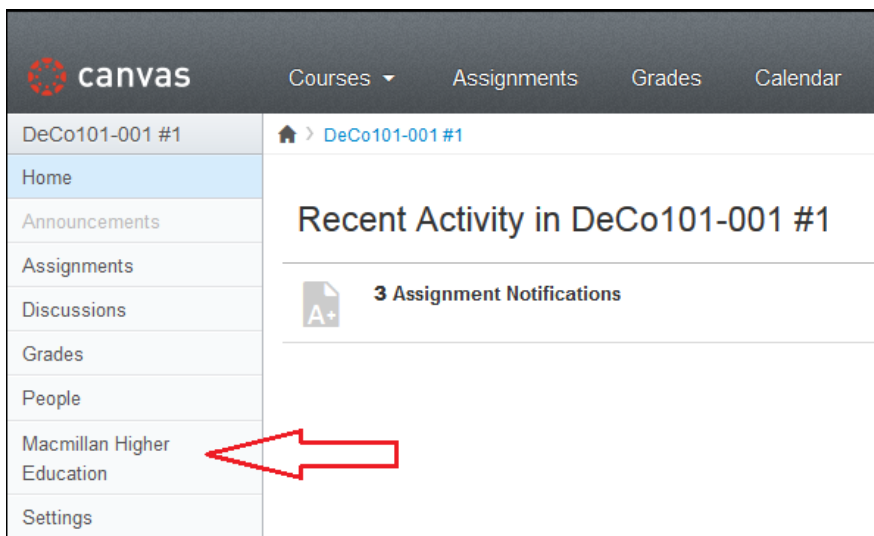 canvas Courses Assignments Grades Calendar
DeCo101-001 #1
DeCo101-001 #1
Home
Announcements
Assignments
Discussions
Grades
People
Macmillan Higher
Education
Settings
Recent Activity in DeCo101-001 #1
A+
3 Assignment Notifications